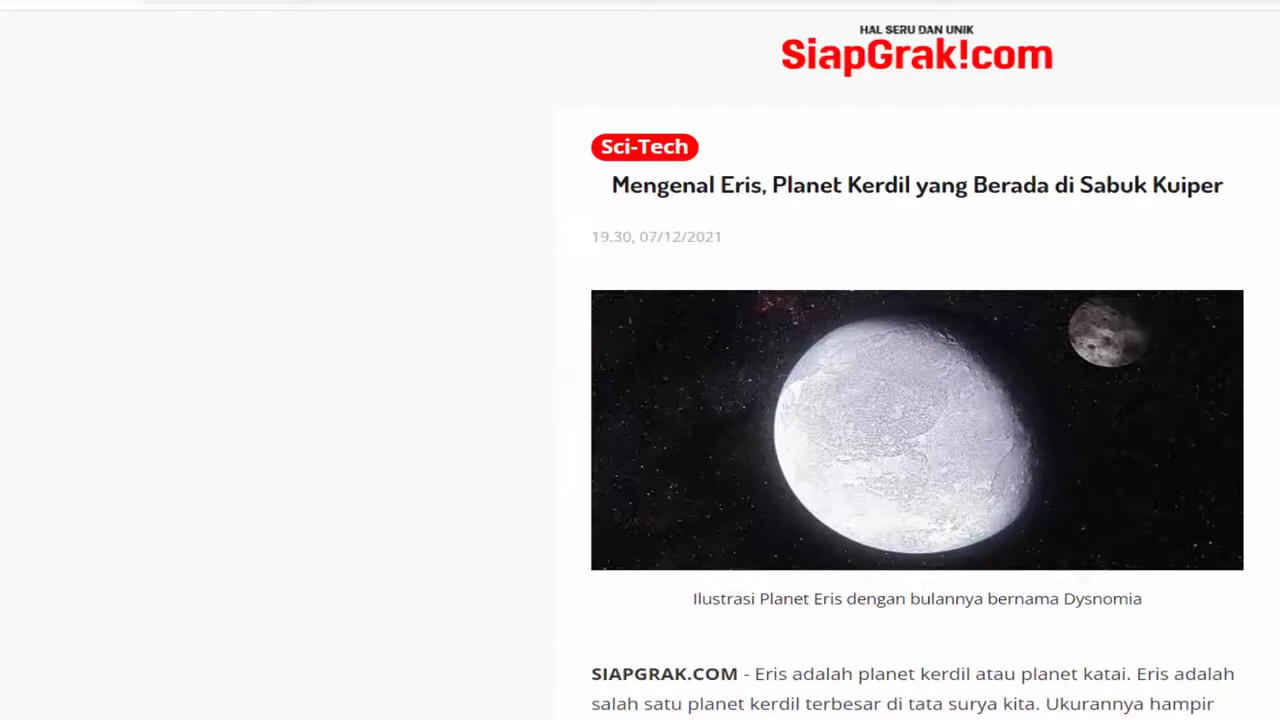 HAL SERU DAN UNIK
SiapGrak!com
Sci-Tech
Mengenal Eris, Planet Kerdil yang Berada di Sabuk Kuiper
19.30, 07/12/2021
Ilustrasi Planet Eris dengan bulannya bernama Dysnomia
SIAPGRAK.COM - Eris adalah planet kerdil atau planet katai. Eris adalah
salah satu planet kerdil terbesar di tata surya kita. Ukurannya hampir